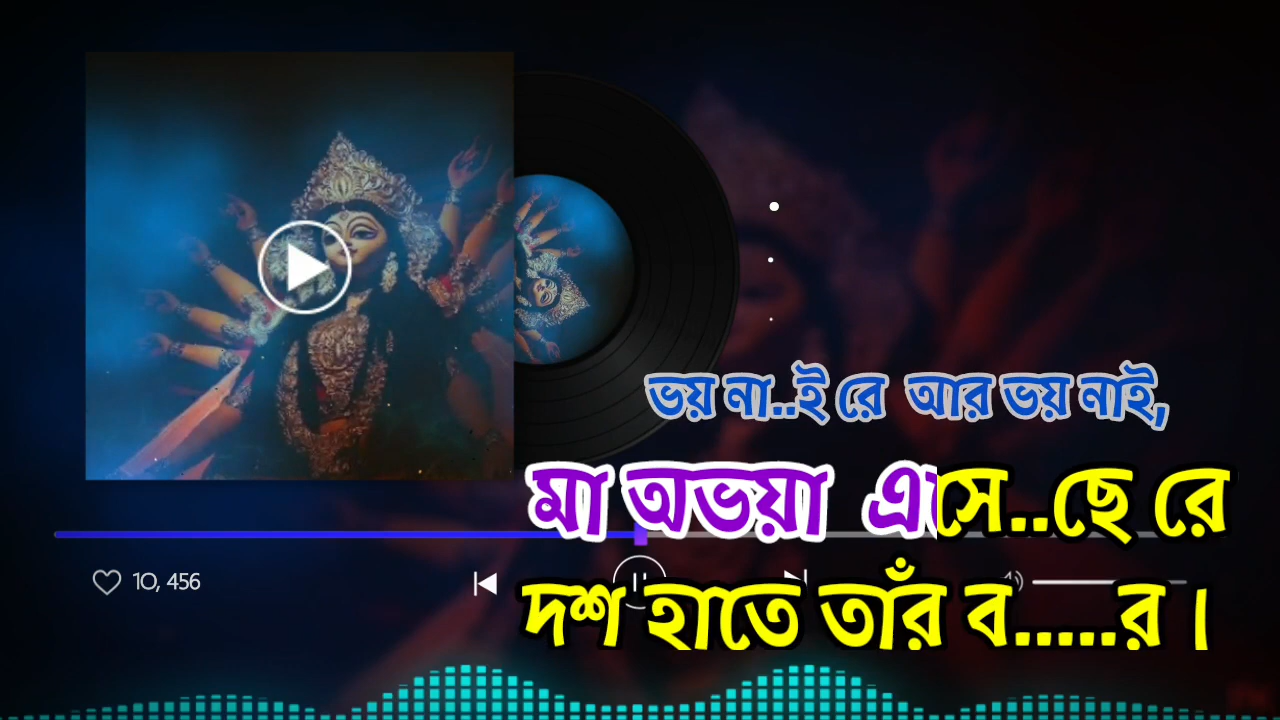 ভয় না..ই রে আর ভয় নাই,
মা অভয়া এসে..ছে রে
10, 456
দশ হাতে তাঁর ব.....র ।